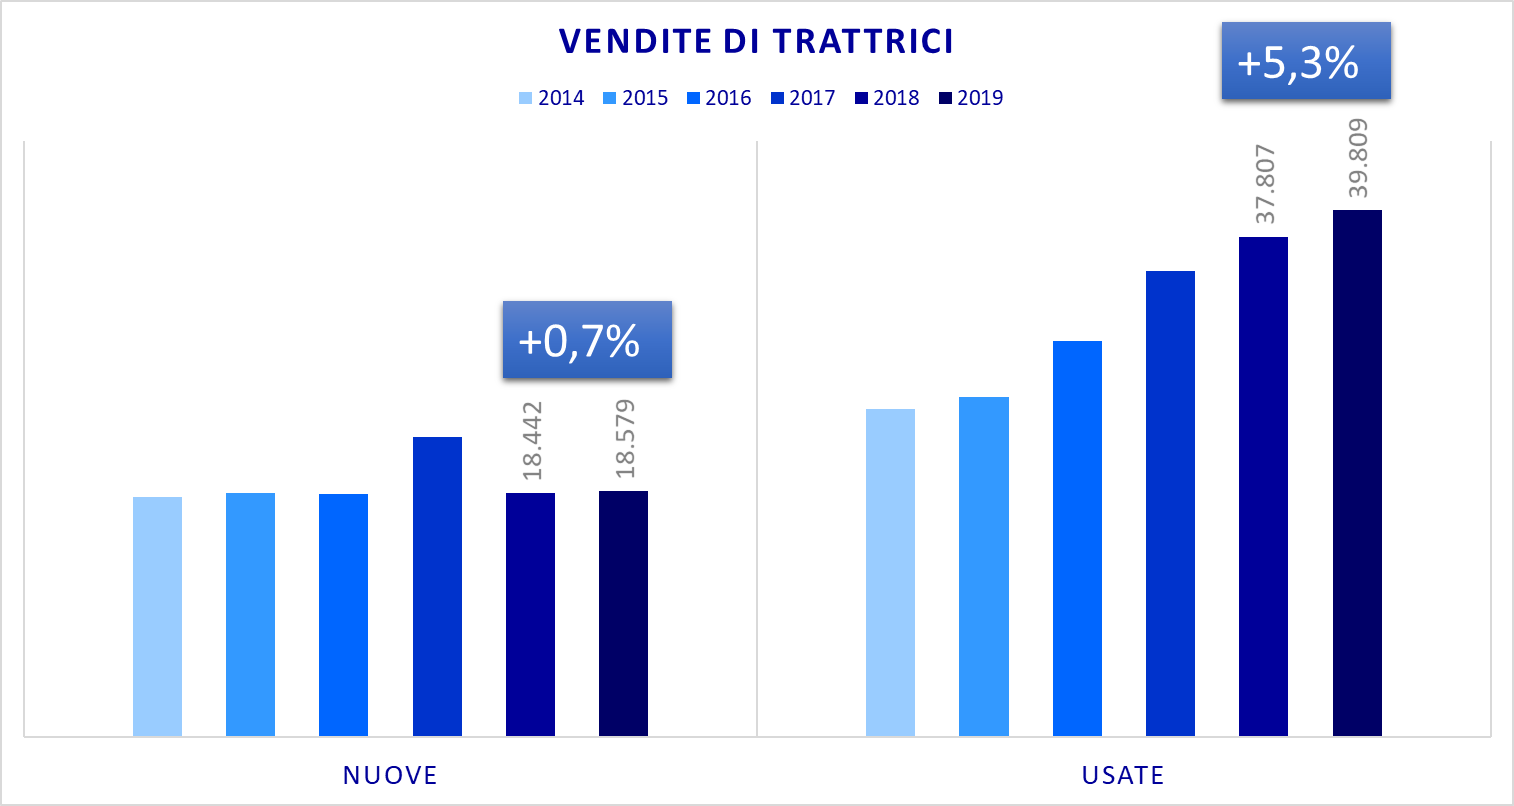 VENDITE DI TRATTRICI
2014 2015 2016 2017 2018 2019
+5,3%
+0,7%
18.442
18.579
37.807
39.809
NUOVE
USATE